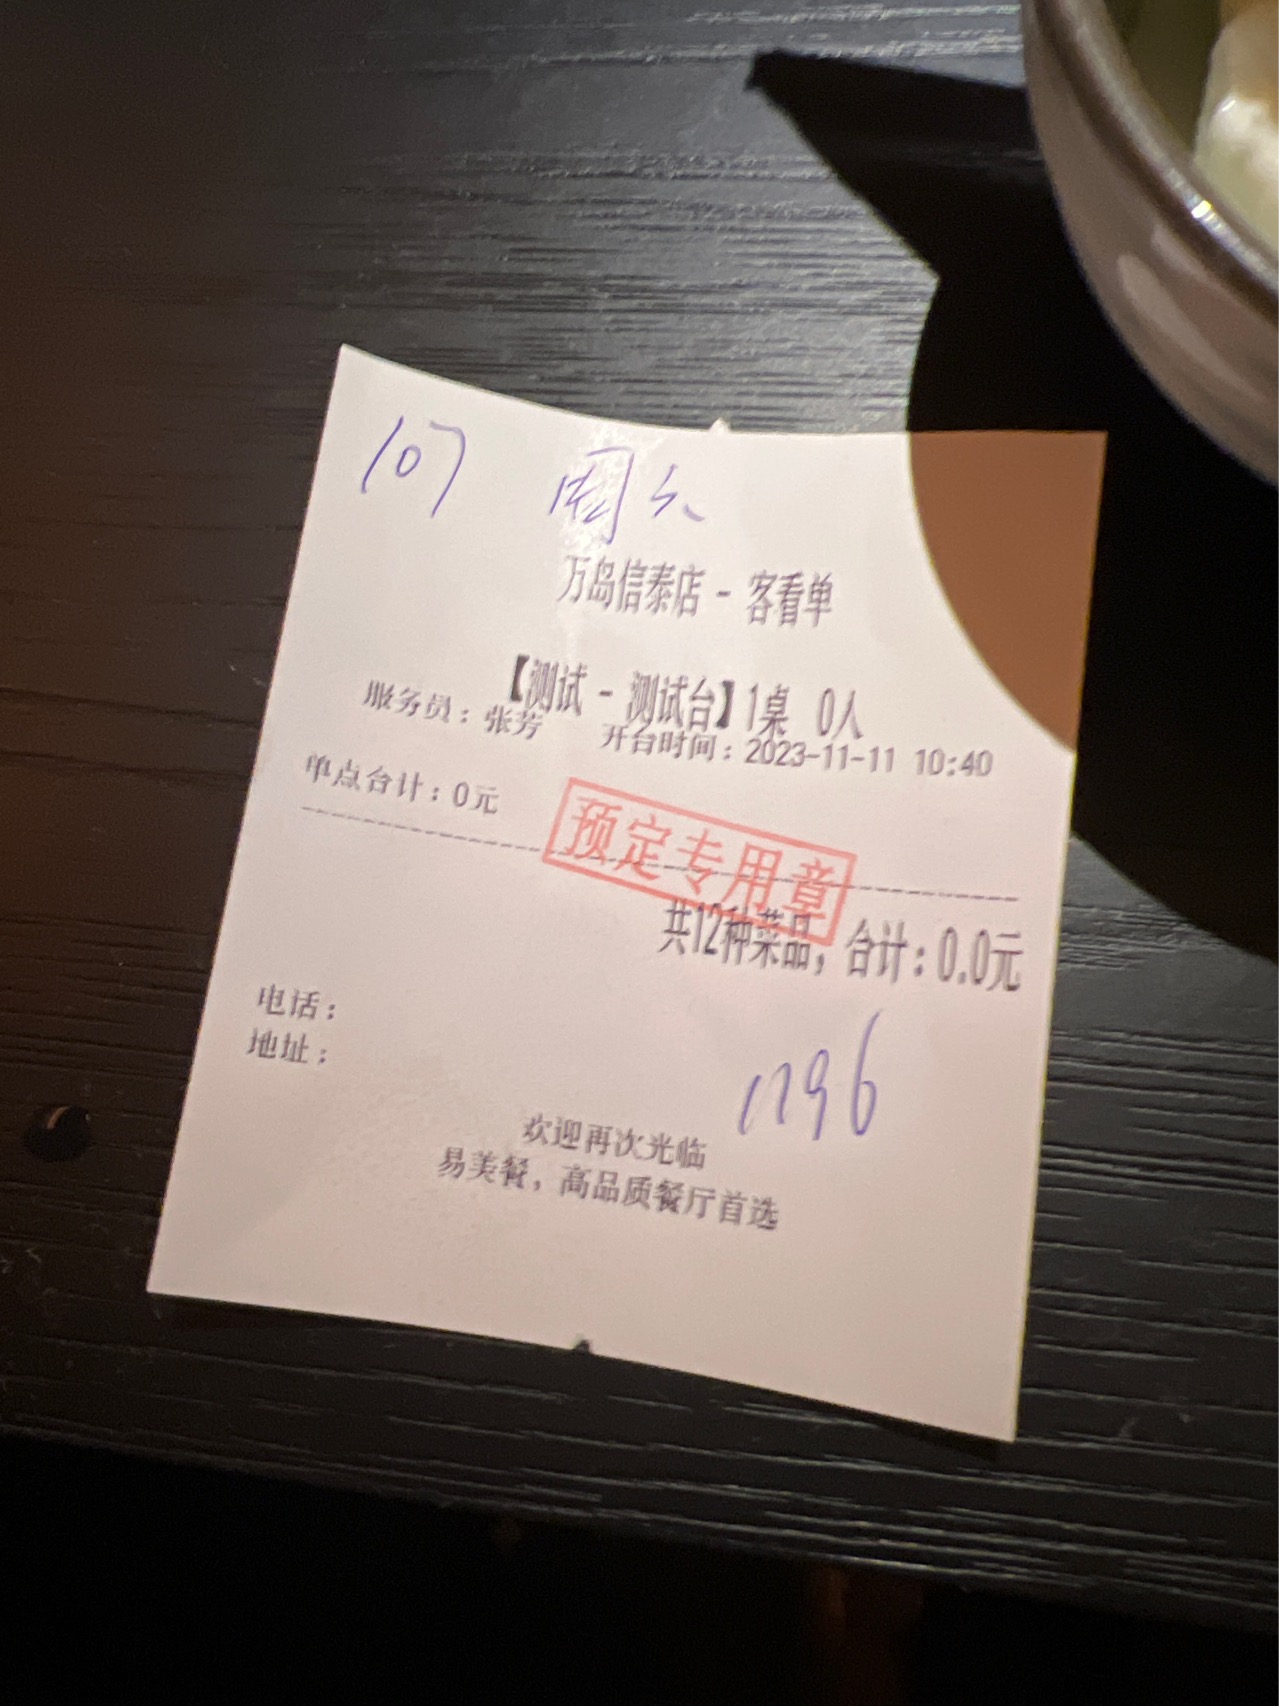 107 周六
万岛信泰店 - 客看单
【测试 - 测试台】1桌 0人
服务员：张芳 开台时间：2023-11-11 10:40
单点合计：0元
预定专用章
共12种菜品，合计：0.0元
电话：
地址：
1796
欢迎再次光临
易美餐，高品质餐厅首选